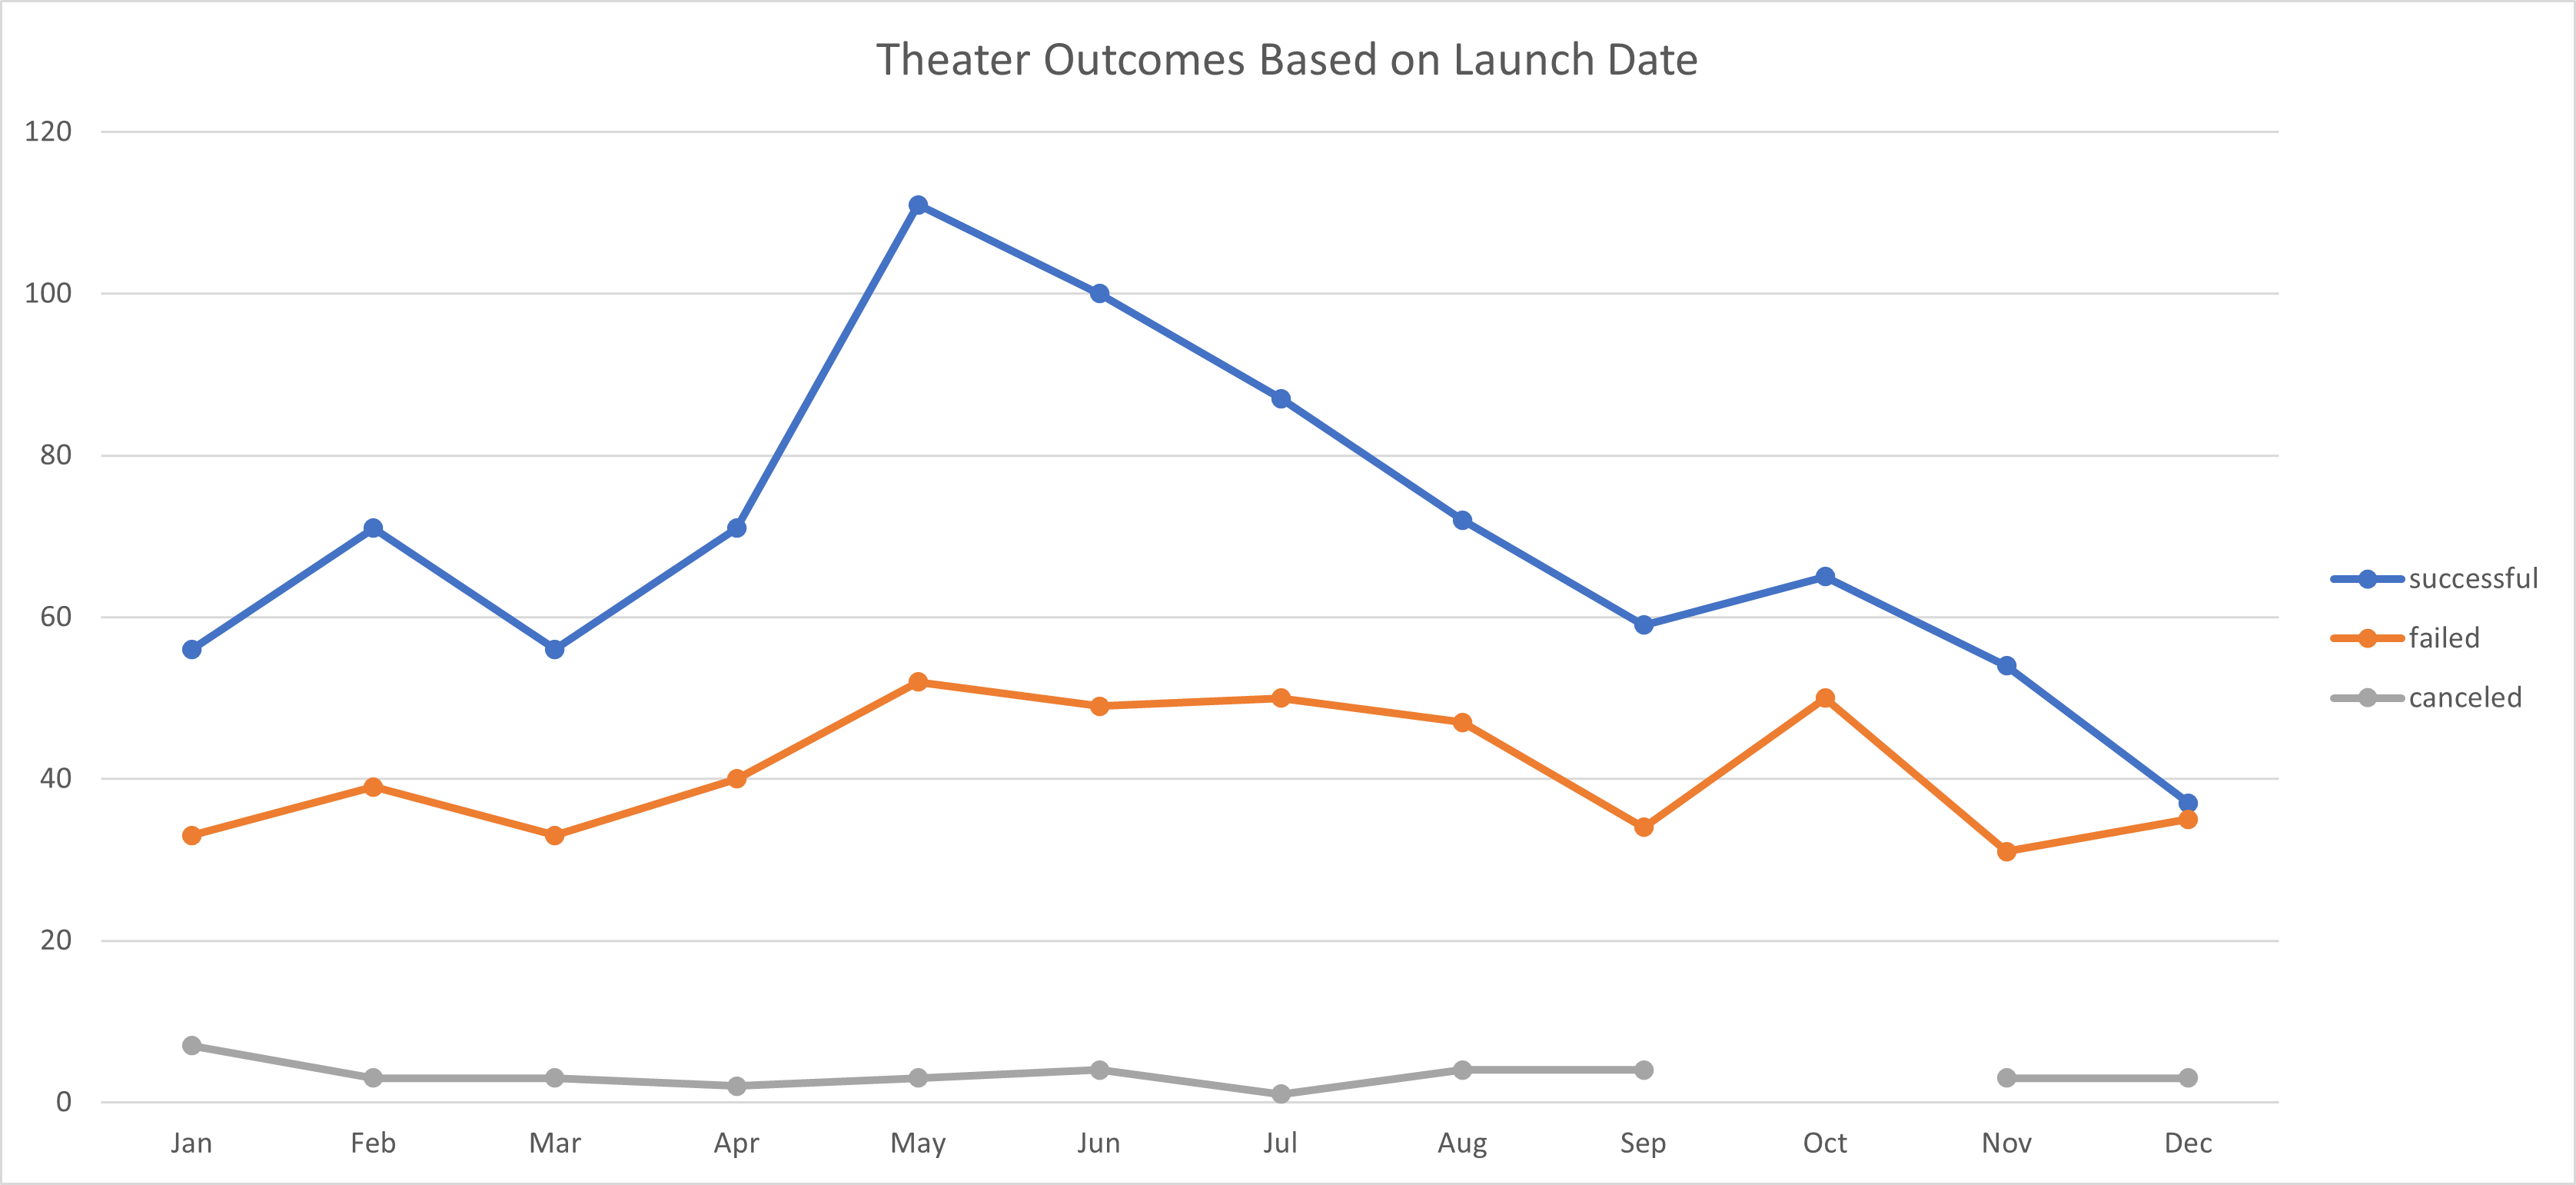 Theater Outcomes Based on Launch Date
120
100
80
60
40
20
0
Jan Feb Mar Apr May Jun Jul Aug Sep Oct Nov Dec
successful
failed
canceled